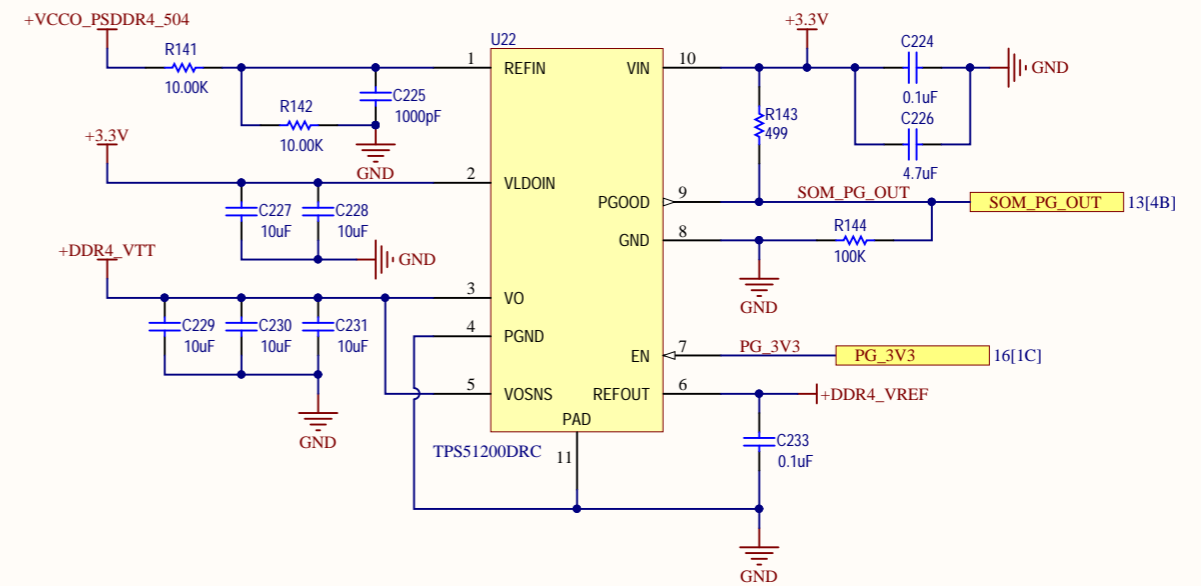 +VCCO_PSDDR4_504
R141
10.00K
R142
10.00K
C225
1000pF
GND
+3.3V
C227
10uF
C228
10uF
GND
+DDR4_VTT
C229
10uF
C230
10uF
C231
10uF
GND
U22
1
REFIN
2
VLDOIN
3
VO
4
PGND
5
VOSNS
PAD
11
TPS51200DRC
VIN
10
PGOOD
9
GND
8
EN
7
REFOUT
6
+3.3V
C224
0.1uF
GND
C226
4.7uF
R143
499
SOM_PG_OUT
SOM_PG_OUT
13[4B]
R144
100K
GND
PG_3V3
PG_3V3
16[1C]
+DDR4_VREF
C233
0.1uF
GND